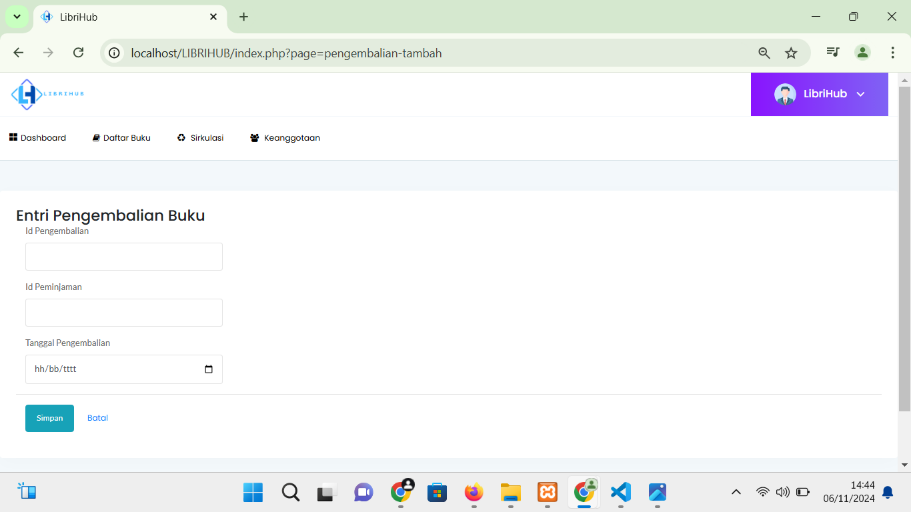 LibriHub
localhost/LIBRIHUB/index.php?page=pengembalian-tambah
LIBRIHUB
LibriHub
Dashboard
Daftar Buku
Sirkulasi
Keanggotaan
Entri Pengembalian Buku
Id Pengembalian
Id Peminjaman
Tanggal Pengembalian
hh/bb/tttt
Simpan
Batal
14:44
06/11/2024